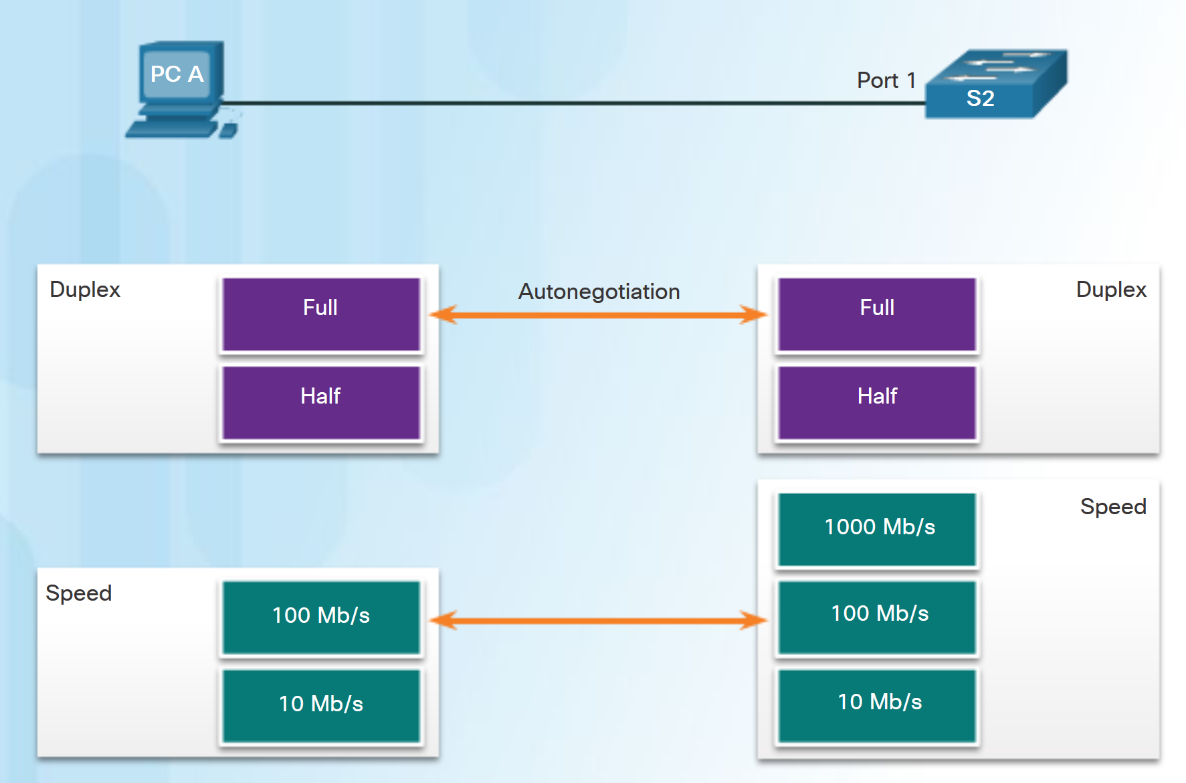 PC A
Port 1
S2
Duplex
Full
Half
Autonegotiation
Full
Half
Duplex
Speed
100 Mb/s
10 Mb/s
1000 Mb/s
100 Mb/s
10 Mb/s
Speed